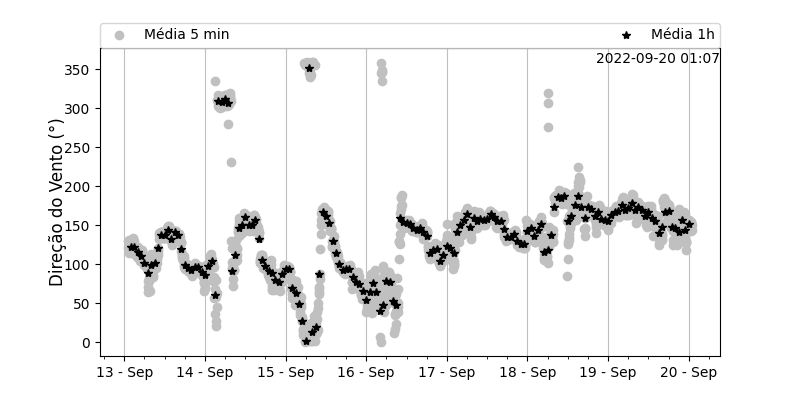 Média 5 min
Média 1h
2022-09-20 01:07
Direção do Vento (°)
350
300
250
200
150
100
50
0
13 - Sep
14 - Sep
15 - Sep
16 - Sep
17 - Sep
18 - Sep
19 - Sep
20 - Sep